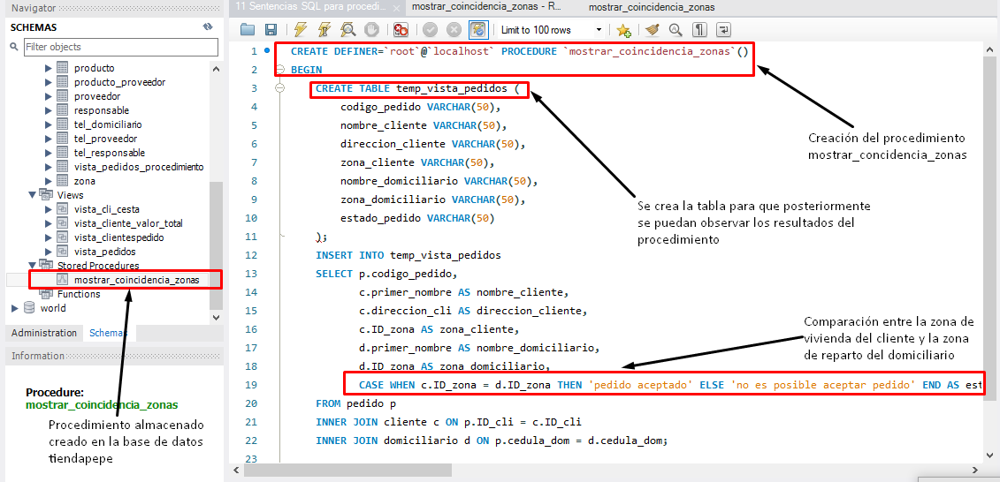 Navigator
SCHEMAS
Filter objects
producto
producto_proveedor
proveedor
responsable
tel_domiciliario
tel_proveedor
tel_responsable
vista_pedidos_procedimiento
zona
Views
vista_cli_cesta
vista_cliente_valor_total
vista_clientespedido
vista_pedidos
Stored Procedures
mostrar_coincidencia_zonas
Functions
world
Administration Schemas
Information
Procedure:
mostrar_coincidencia_zonas
Procedimiento almacenado
creado en la base de datos
tiendapepe
11 Sentencias SQL para procedi... mostrar_coincidencia_zonas - R... mostrar_coincidencia_zonas
Limit to 100 rows
1 CREATE DEFINER=`root`@`localhost` PROCEDURE `mostrar_coincidencia_zonas`()
2 BEGIN
3 CREATE TABLE temp_vista_pedidos (
4 codigo_pedido VARCHAR(50),
5 nombre_cliente VARCHAR(50),
6 direccion_cliente VARCHAR(50),
7 zona_cliente VARCHAR(50),
8 nombre_domiciliario VARCHAR(50),
9 zona_domiciliario VARCHAR(50),
10 estado_pedido VARCHAR(50)
11 );
12 INSERT INTO temp_vista_pedidos
13 SELECT p.codigo_pedido,
14 c.primer_nombre AS nombre_cliente,
15 c.direccion_cli AS direccion_cliente,
16 c.ID_zona AS zona_cliente,
17 d.primer_nombre AS nombre_domiciliario,
18 d.ID_zona AS zona_domiciliario,
19 CASE WHEN c.ID_zona = d.ID_zona THEN 'pedido aceptado' ELSE 'no es posible aceptar pedido' END AS est
20 FROM pedido p
21 INNER JOIN cliente c ON p.ID_cli = c.ID_cli
22 INNER JOIN domiciliario d ON p.cedula_dom = d.cedula_dom;
23
Creación del procedimiento
mostrar_concidencia_zonas
Se crea la tabla para que posteriormente
se puedan observar los resultados del
procedimiento
Comparación entre la zona de
vivienda del cliente y la zona
de reparto del domiciliario